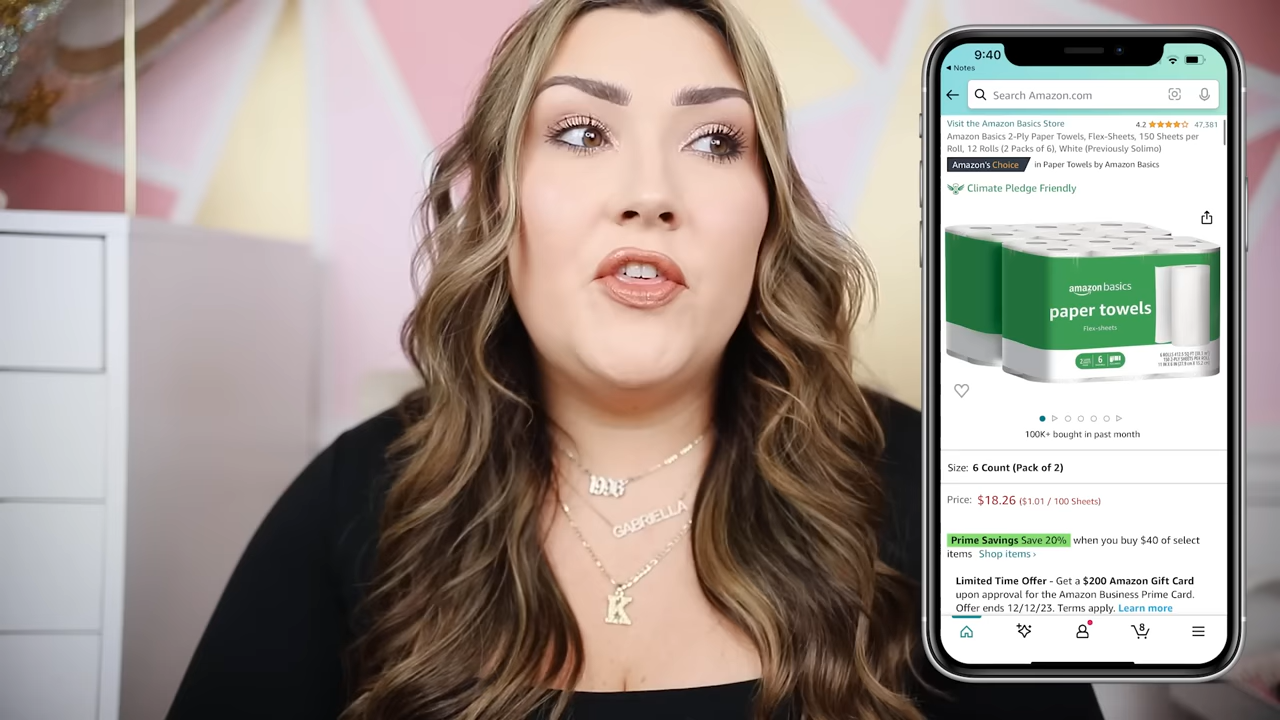 1996
GABRIELLA
K
9:40
Notes
Search Amazon.com
Visit the Amazon Basics Store 4.2 47,381
Amazon Basics 2-Ply Paper Towels, Flex-Sheets, 150 Sheets per
Roll, 12 Rolls (2 Packs of 6), White (Previously Solimo)
Amazon's Choice in Paper Towels by Amazon Basics
Climate Pledge Friendly
amazon basics
paper towels
Flex-sheets
6
100K+ bought in past month
Size: 6 Count (Pack of 2)
Price: $18.26 ($1.01 / 100 Sheets)
Prime Savings Save 20% when you buy $40 of select
items Shop items ›
Limited Time Offer - Get a $200 Amazon Gift Card
upon approval for the Amazon Business Prime Card.
Offer ends 12/12/23. Terms apply. Learn more
8